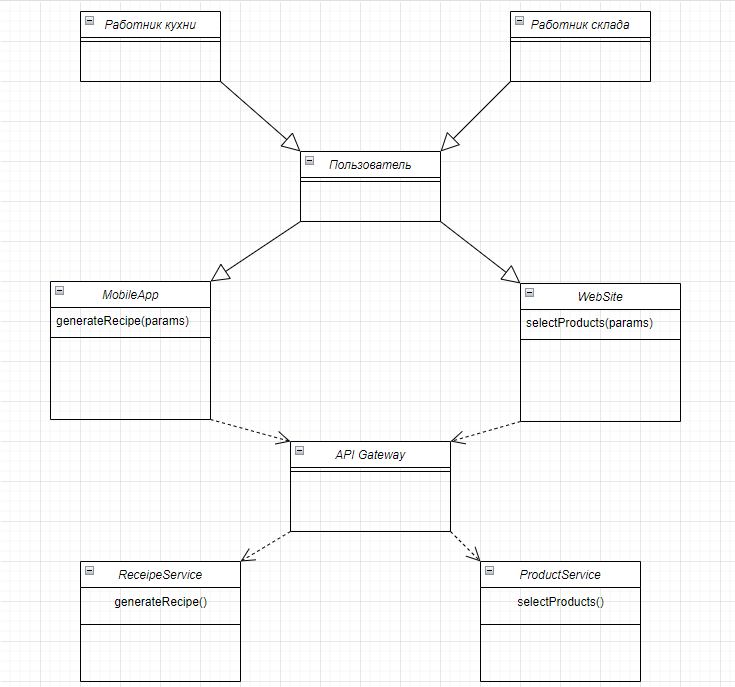 Работник кухни
Работник склада
Пользователь
MobileApp
generateRecipe(params)
WebSite
selectProducts(params)
API Gateway
ReceipeService
generateRecipe()
ProductService
selectProducts()